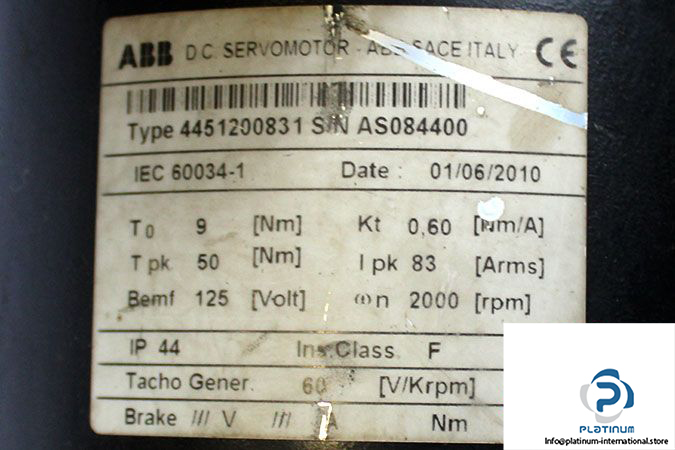 ABB D.C. SERVOMOTOR - ABB SACE ITALY CE
Type 4451200831 S/N AS084400
IEC 60034-1 Date : 01/06/2010
To 9 [Nm] Kt 0,60 [Nm/A]
T pk 50 [Nm] I pk 83 [Arms]
Bemf 125 [Volt] ωn 2000 [rpm]
IP 44 Ins.Class F
Tacho Gener. 60 [V/Krpm]
Brake /// V /// A Nm
PLATINUM
Info@platinum-international.store